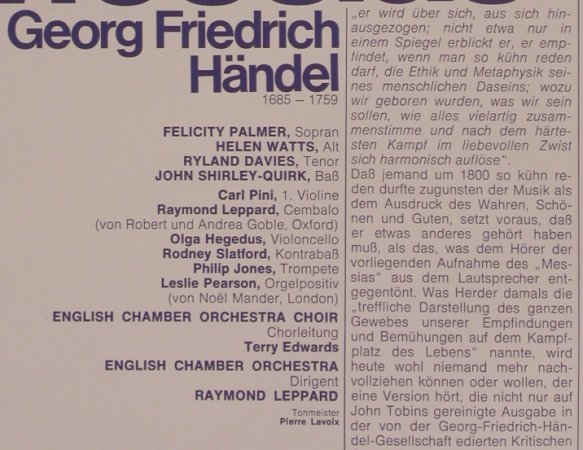 Georg Friedrich
Händel
1685 – 1759
FELICITY PALMER, Sopran
HELEN WATTS, Alt
RYLAND DAVIES, Tenor
JOHN SHIRLEY-QUIRK, Baß
Carl Pini, 1. Violine
Raymond Leppard, Cembalo
(von Robert und Andrea Goble, Oxford)
Olga Hegedus, Violoncello
Rodney Slatford, Kontrabaß
Philip Jones, Trompete
Leslie Pearson, Orgelpositiv
(von Noël Mander, London)
ENGLISH CHAMBER ORCHESTRA CHOIR
Chorleitung
Terry Edwards
ENGLISH CHAMBER ORCHESTRA
Dirigent
RAYMOND LEPPARD
Tonmeister
Pierre Lavoix
„er wird über sich, aus sich hin-
ausgezogen; nicht etwa nur in
einem Spiegel erblickt er, er emp-
findet, wenn man so kühn reden
darf, die Ethik und Metaphysik sei-
nes menschlichen Daseins; wozu
wir geboren wurden, was wir sein
sollen, wie alles vielartig zusam-
menstimme und nach dem härte-
sten Kampf im liebevollen Zwist
sich harmonisch auflöse“.
Daß jemand um 1800 so kühn re-
den durfte zugunsten der Musik als
dem Ausdruck des Wahren, Schö-
nen und Guten, setzt voraus, daß
er etwas anderes gehört haben
muß, als das, was dem Hörer der
vorliegenden Aufnahme des „Mes-
sias“ aus dem Lautsprecher ent-
gegentönt. Was Herder damals die
„treffliche Darstellung des ganzen
Gewebes unserer Empfindungen
und Bemühungen auf dem Kampf-
platz des Lebens“ nannte, wird
heute wohl niemand mehr nach-
vollziehen können oder wollen, der
eine Version hört, die nicht nur auf
John Tobins gereinigte Ausgabe in
der von der Georg-Friedrich-Hän-
del-Gesellschaft edierten Kritischen